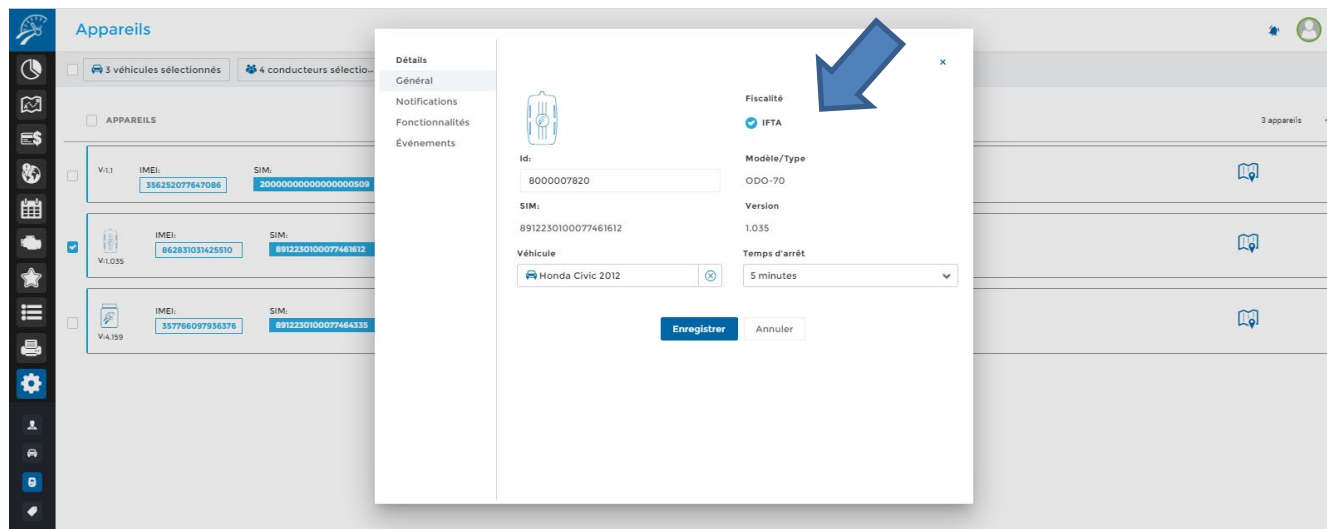 Appareils
3 véhicules sélectionnés
4 conducteurs sélectio...
APPAREILS
3 appareils
V:1.1
IMEI:
356252077647086
SIM:
20000000000000000509
IMEI:
862831031425510
SIM:
8912230100077461612
V:1.035
IMEI:
357766097936376
SIM:
8912230100077464335
V:4.159
Détails
Général
Notifications
Fonctionnalités
Événements
Fiscalité
IFTA
Id:
Modèle/Type
8000007820
ODO-70
SIM:
Version
8912230100077461612
1.035
Véhicule
Temps d'arrêt
Honda Civic 2012
5 minutes
Enregistrer
Annuler